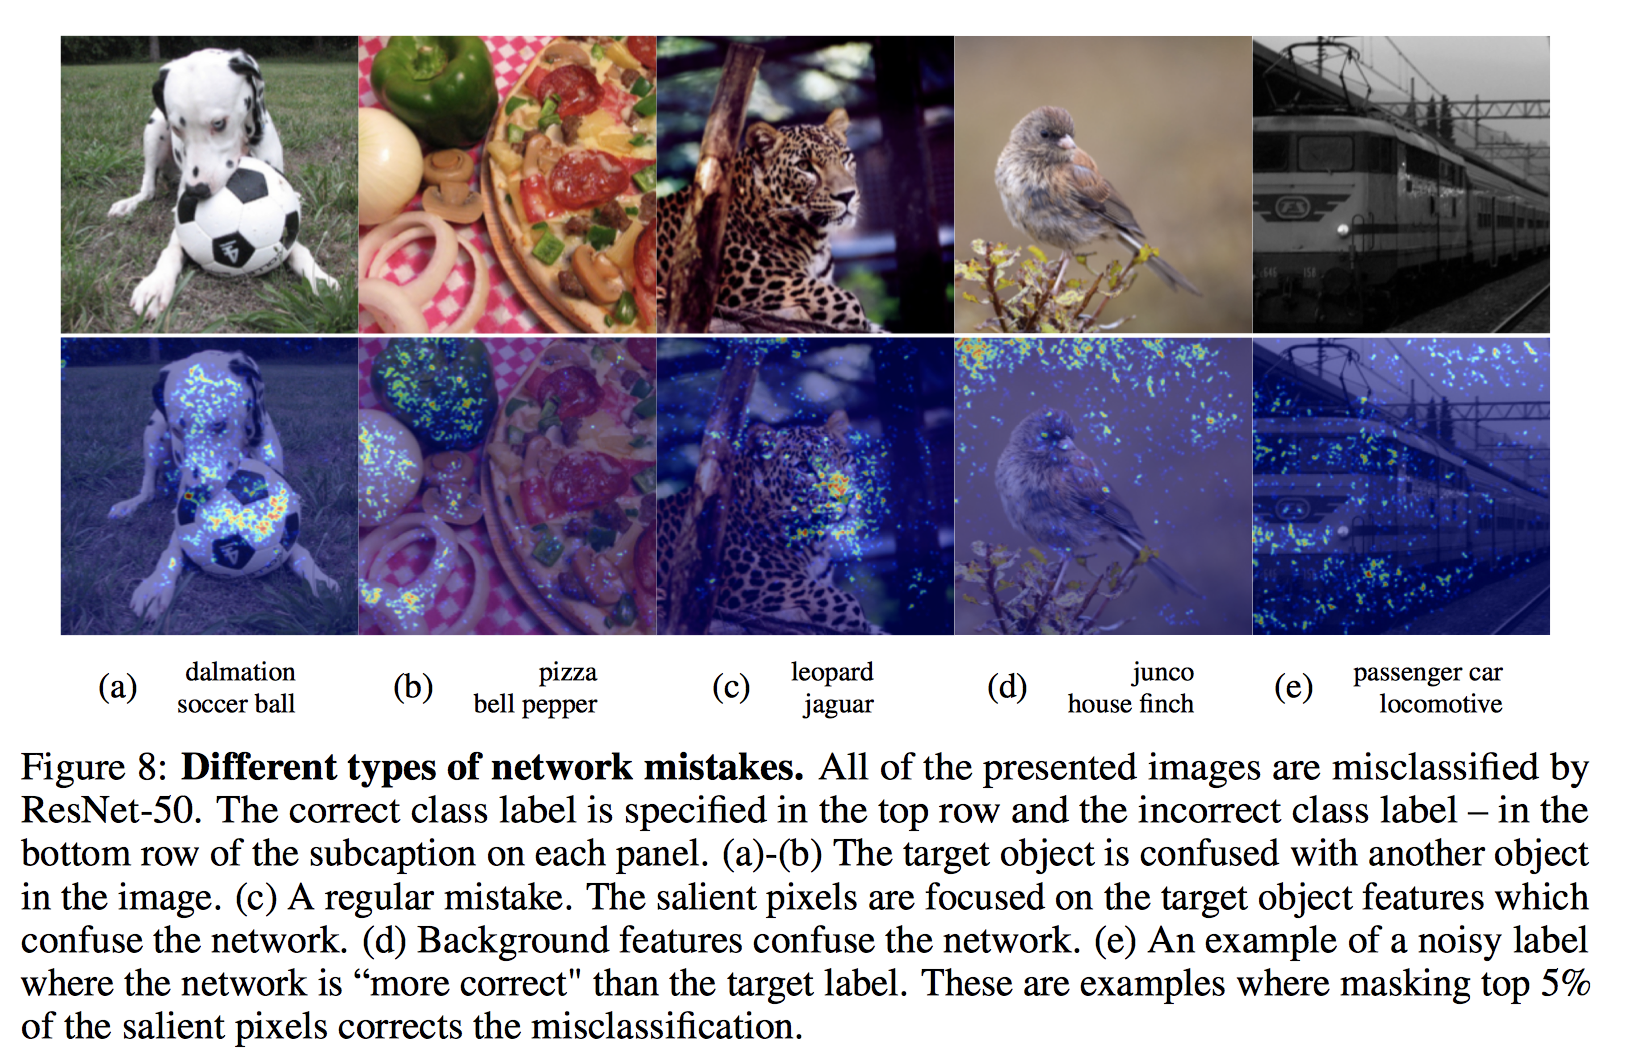 (a) dalmation
soccer ball
(b) pizza
bell pepper
(c) leopard
jaguar
(d) junco
house finch
(e) passenger car
locomotive
Figure 8: Different types of network mistakes. All of the presented images are misclassified by
ResNet-50. The correct class label is specified in the top row and the incorrect class label – in the
bottom row of the subcaption on each panel. (a)-(b) The target object is confused with another object
in the image. (c) A regular mistake. The salient pixels are focused on the target object features which
confuse the network. (d) Background features confuse the network. (e) An example of a noisy label
where the network is “more correct" than the target label. These are examples where masking top 5%
of the salient pixels corrects the misclassification.